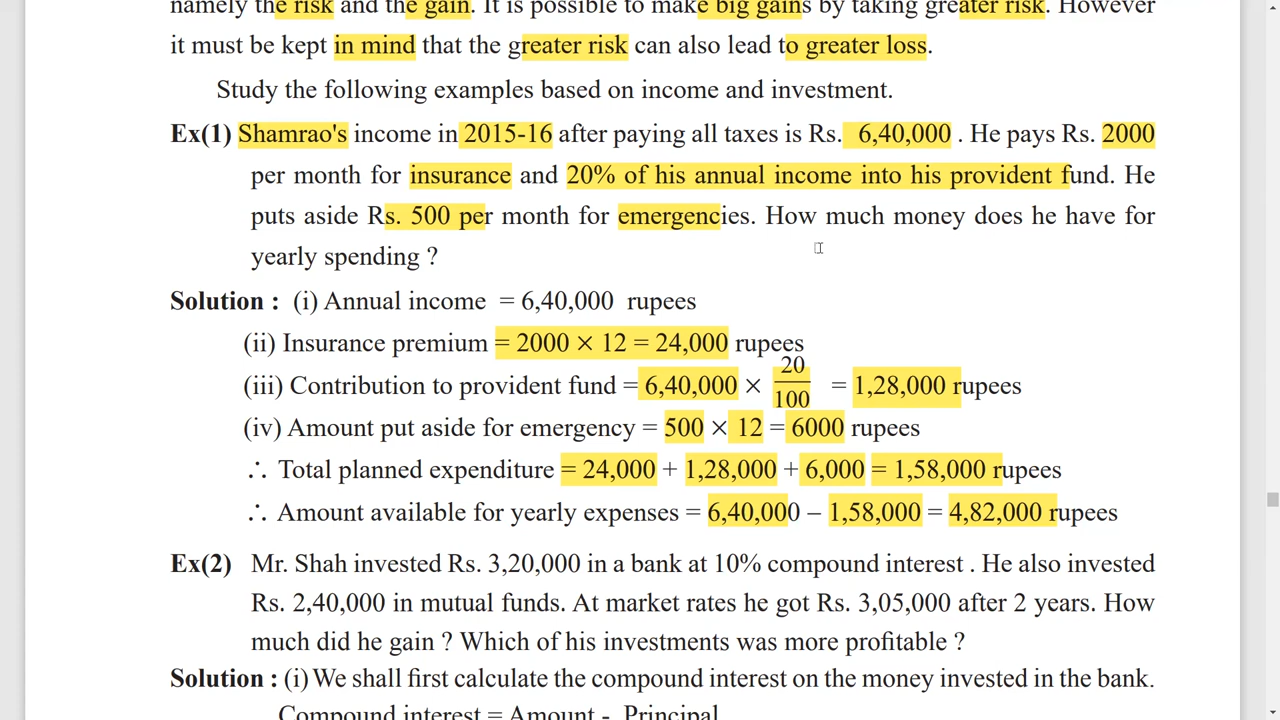 namely the risk and the gain. It is possible to make big gains by taking greater risk. However
it must be kept in mind that the greater risk can also lead to greater loss.
Study the following examples based on income and investment.
Ex(1) Shamrao's income in 2015-16 after paying all taxes is Rs. 6,40,000 . He pays Rs. 2000
per month for insurance and 20% of his annual income into his provident fund. He
puts aside Rs. 500 per month for emergencies. How much money does he have for
yearly spending ?
Solution : (i) Annual income = 6,40,000 rupees
(ii) Insurance premium = 2000 × 12 = 24,000 rupees
(iii) Contribution to provident fund = 6,40,000 × 20/100 = 1,28,000 rupees
(iv) Amount put aside for emergency = 500 × 12 = 6000 rupees
∴ Total planned expenditure = 24,000 + 1,28,000 + 6,000 = 1,58,000 rupees
∴ Amount available for yearly expenses = 6,40,000 – 1,58,000 = 4,82,000 rupees
Ex(2) Mr. Shah invested Rs. 3,20,000 in a bank at 10% compound interest . He also invested
Rs. 2,40,000 in mutual funds. At market rates he got Rs. 3,05,000 after 2 years. How
much did he gain ? Which of his investments was more profitable ?
Solution : (i) We shall first calculate the compound interest on the money invested in the bank.
Compound interest = Amount - Principal